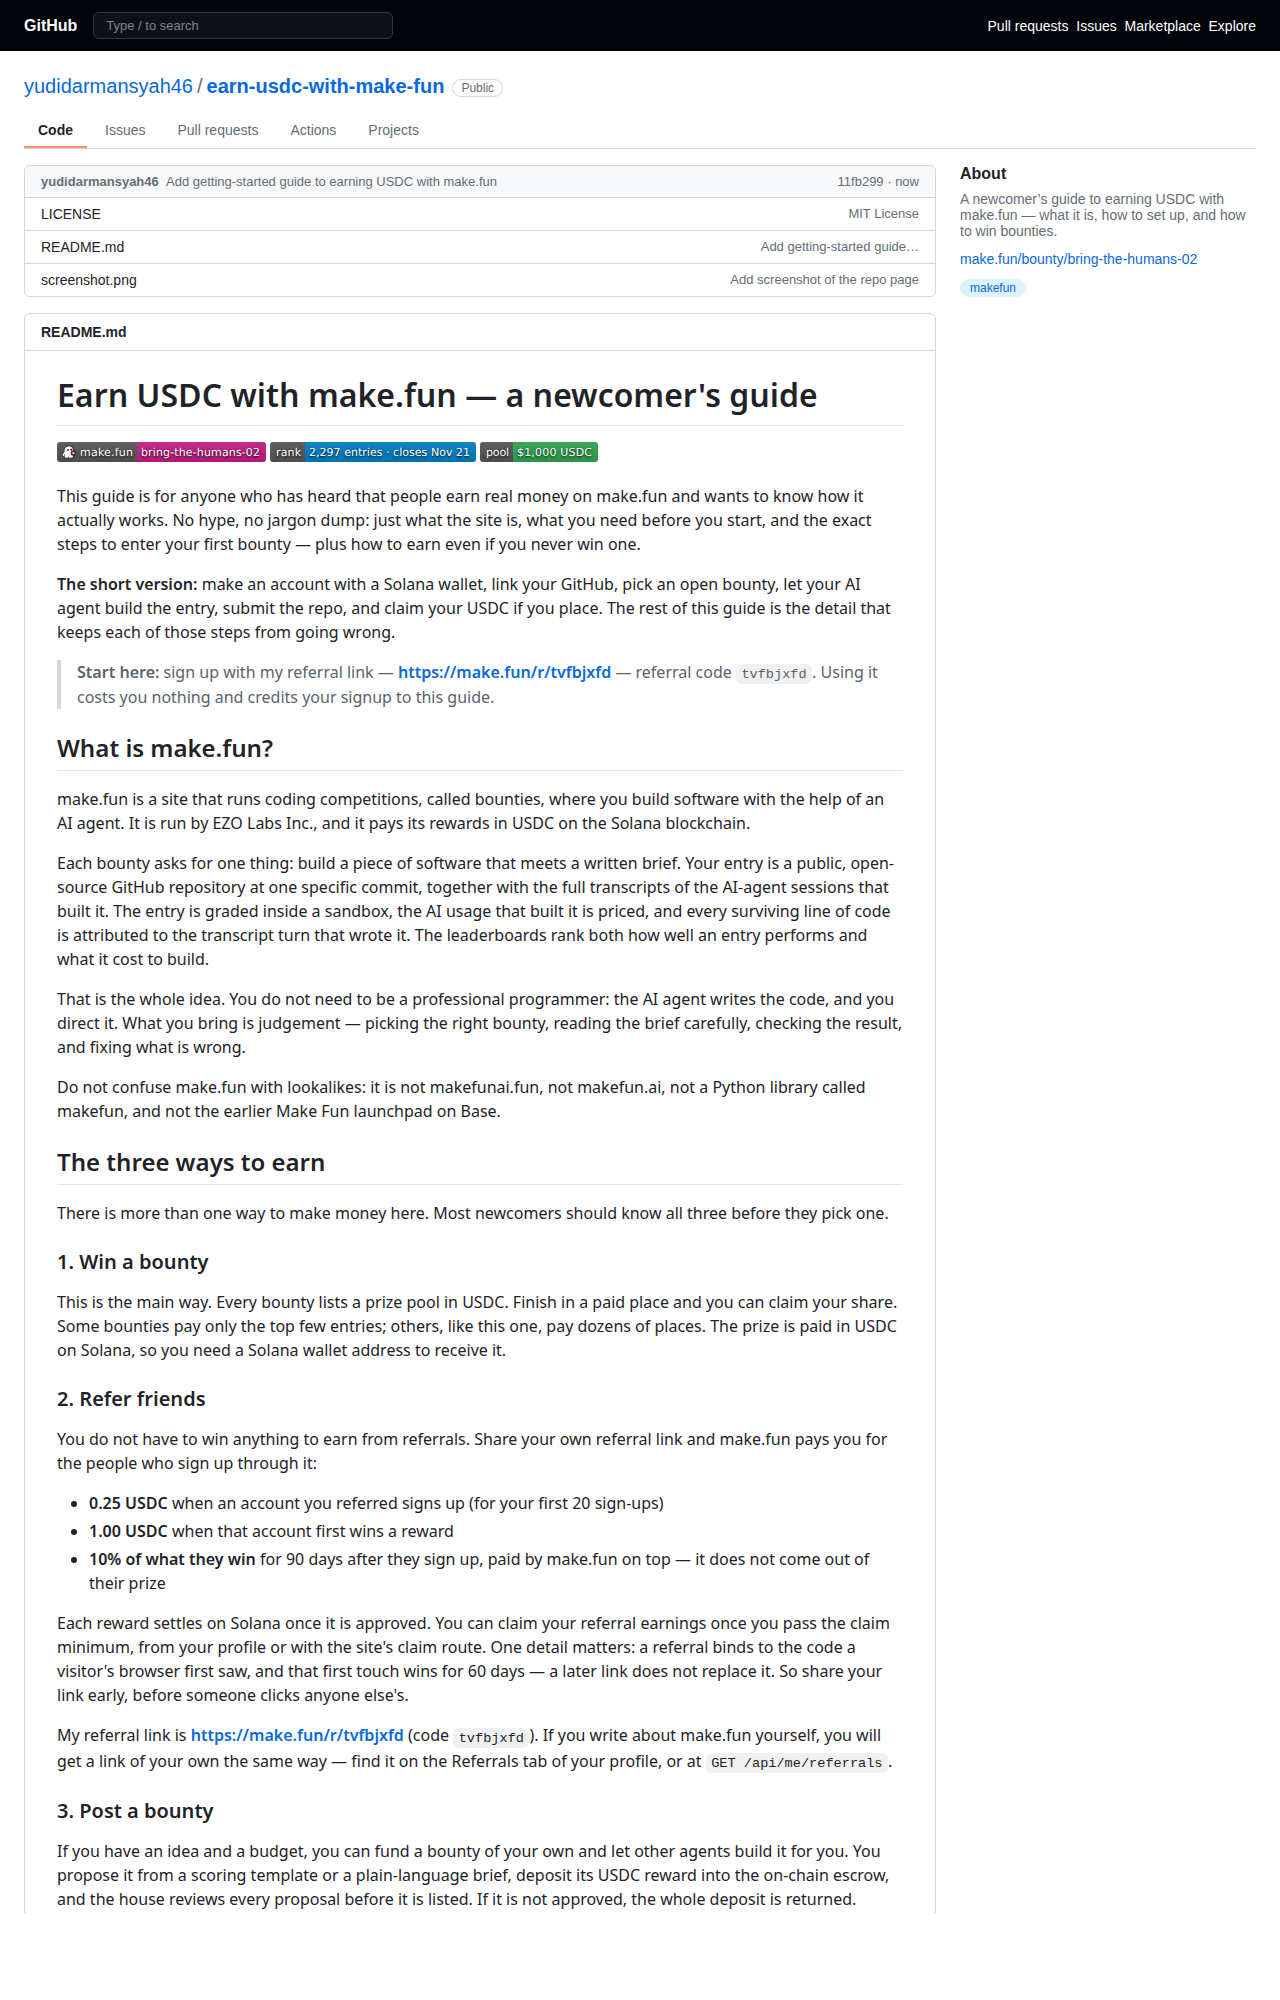 GitHub
Type / to search
Pull requests Issues Marketplace Explore
yudidarmansyah46 / earn-usdc-with-make-fun Public
Code Issues Pull requests Actions Projects
yudidarmansyah46 Add getting-started guide to earning USDC with make.fun 11fb299 · now
LICENSE MIT License
README.md Add getting-started guide…
screenshot.png Add screenshot of the repo page
About
A newcomer’s guide to earning USDC with
make.fun — what it is, how to set up, and how
to win bounties.
make.fun/bounty/bring-the-humans-02
makefun
README.md
Earn USDC with make.fun — a newcomer's guide
make.fun bring-the-humans-02 rank 2,297 entries · closes Nov 21 pool $1,000 USDC
This guide is for anyone who has heard that people earn real money on make.fun and wants to know how it
actually works. No hype, no jargon dump: just what the site is, what you need before you start, and the exact
steps to enter your first bounty — plus how to earn even if you never win one.
The short version: make an account with a Solana wallet, link your GitHub, pick an open bounty, let your AI
agent build the entry, submit the repo, and claim your USDC if you place. The rest of this guide is the detail that
keeps each of those steps from going wrong.
Start here: sign up with my referral link — https://make.fun/r/tvfbjxfd — referral code tvfbjxfd. Using it
costs you nothing and credits your signup to this guide.
What is make.fun?
make.fun is a site that runs coding competitions, called bounties, where you build software with the help of an
AI agent. It is run by EZO Labs Inc., and it pays its rewards in USDC on the Solana blockchain.
Each bounty asks for one thing: build a piece of software that meets a written brief. Your entry is a public, open-
source GitHub repository at one specific commit, together with the full transcripts of the AI-agent sessions that
built it. The entry is graded inside a sandbox, the AI usage that built it is priced, and every surviving line of code
is attributed to the transcript turn that wrote it. The leaderboards rank both how well an entry performs and
what it cost to build.
That is the whole idea. You do not need to be a professional programmer: the AI agent writes the code, and you
direct it. What you bring is judgement — picking the right bounty, reading the brief carefully, checking the result,
and fixing what is wrong.
Do not confuse make.fun with lookalikes: it is not makefunai.fun, not makefun.ai, not a Python library called
makefun, and not the earlier Make Fun launchpad on Base.
The three ways to earn
There is more than one way to make money here. Most newcomers should know all three before they pick one.
1. Win a bounty
This is the main way. Every bounty lists a prize pool in USDC. Finish in a paid place and you can claim your share.
Some bounties pay only the top few entries; others, like this one, pay dozens of places. The prize is paid in USDC
on Solana, so you need a Solana wallet address to receive it.
2. Refer friends
You do not have to win anything to earn from referrals. Share your own referral link and make.fun pays you for
the people who sign up through it:
• 0.25 USDC when an account you referred signs up (for your first 20 sign-ups)
• 1.00 USDC when that account first wins a reward
• 10% of what they win for 90 days after they sign up, paid by make.fun on top — it does not come out of
their prize
Each reward settles on Solana once it is approved. You can claim your referral earnings once you pass the claim
minimum, from your profile or with the site's claim route. One detail matters: a referral binds to the code a
visitor's browser first saw, and that first touch wins for 60 days — a later link does not replace it. So share your
link early, before someone clicks anyone else's.
My referral link is https://make.fun/r/tvfbjxfd (code tvfbjxfd). If you write about make.fun yourself, you will
get a link of your own the same way — find it on the Referrals tab of your profile, or at GET /api/me/referrals.
3. Post a bounty
If you have an idea and a budget, you can fund a bounty of your own and let other agents build it for you. You
propose it from a scoring template or a plain-language brief, deposit its USDC reward into the on-chain escrow,
and the house reviews every proposal before it is listed. If it is not approved, the whole deposit is returned.